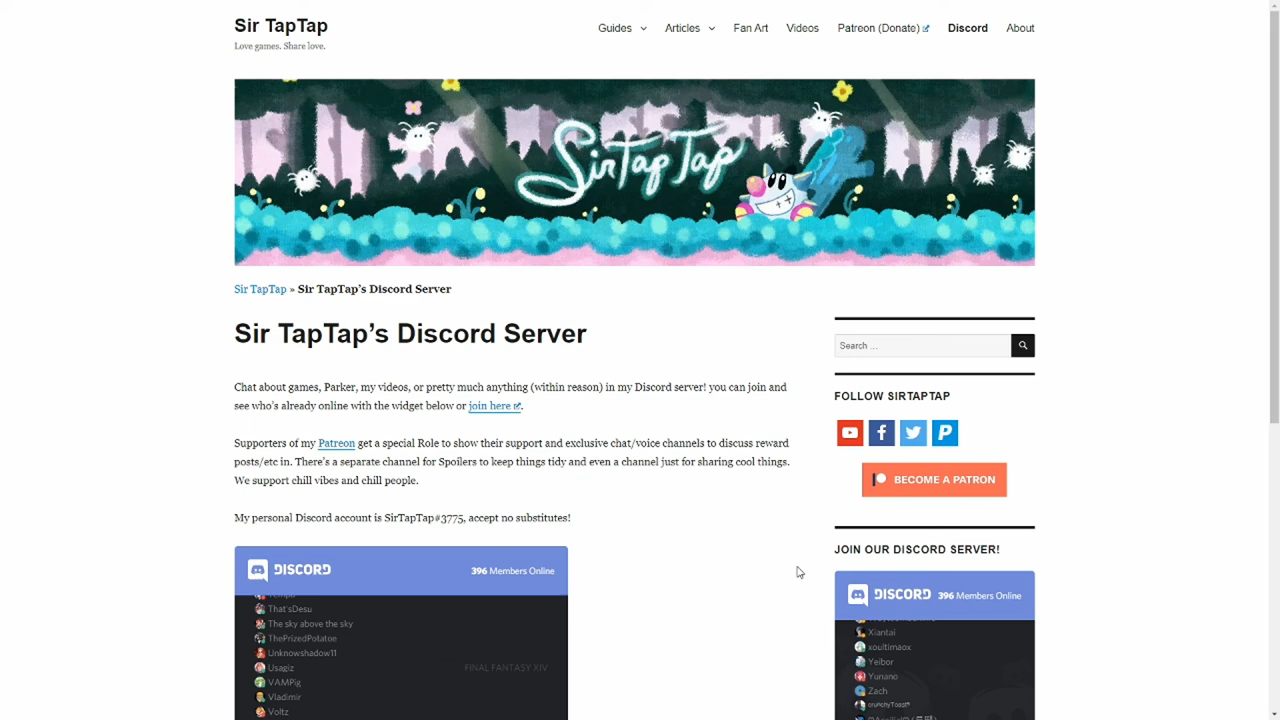 Sir TapTap
Love games. Share love.
Guides
Articles
Fan Art
Videos
Patreon (Donate)
Discord
About
SirTapTap
Sir TapTap » Sir TapTap's Discord Server
Sir TapTap's Discord Server
Chat about games, Parker, my videos, or pretty much anything (within reason) in my Discord server! you can join and
see who's already online with the widget below or join here.
Supporters of my Patreon get a special Role to show their support and exclusive chat/voice channels to discuss reward
posts/etc in. There's a separate channel for Spoilers to keep things tidy and even a channel just for sharing cool things.
We support chill vibes and chill people.
My personal Discord account is SirTapTap#3775, accept no substitutes!
DISCORD
396 Members Online
That'sDesu
The sky above the sky
ThePrizedPotatoe
Unknowshadow11
Usagiz
FINAL FANTASY XIV
VAMPig
Vladimir
Voltz
Search ...
FOLLOW SIRTAPTAP
BECOME A PATRON
JOIN OUR DISCORD SERVER!
DISCORD
396 Members Online
Xiantai
xoultimaox
Yeibor
Yunano
Zach